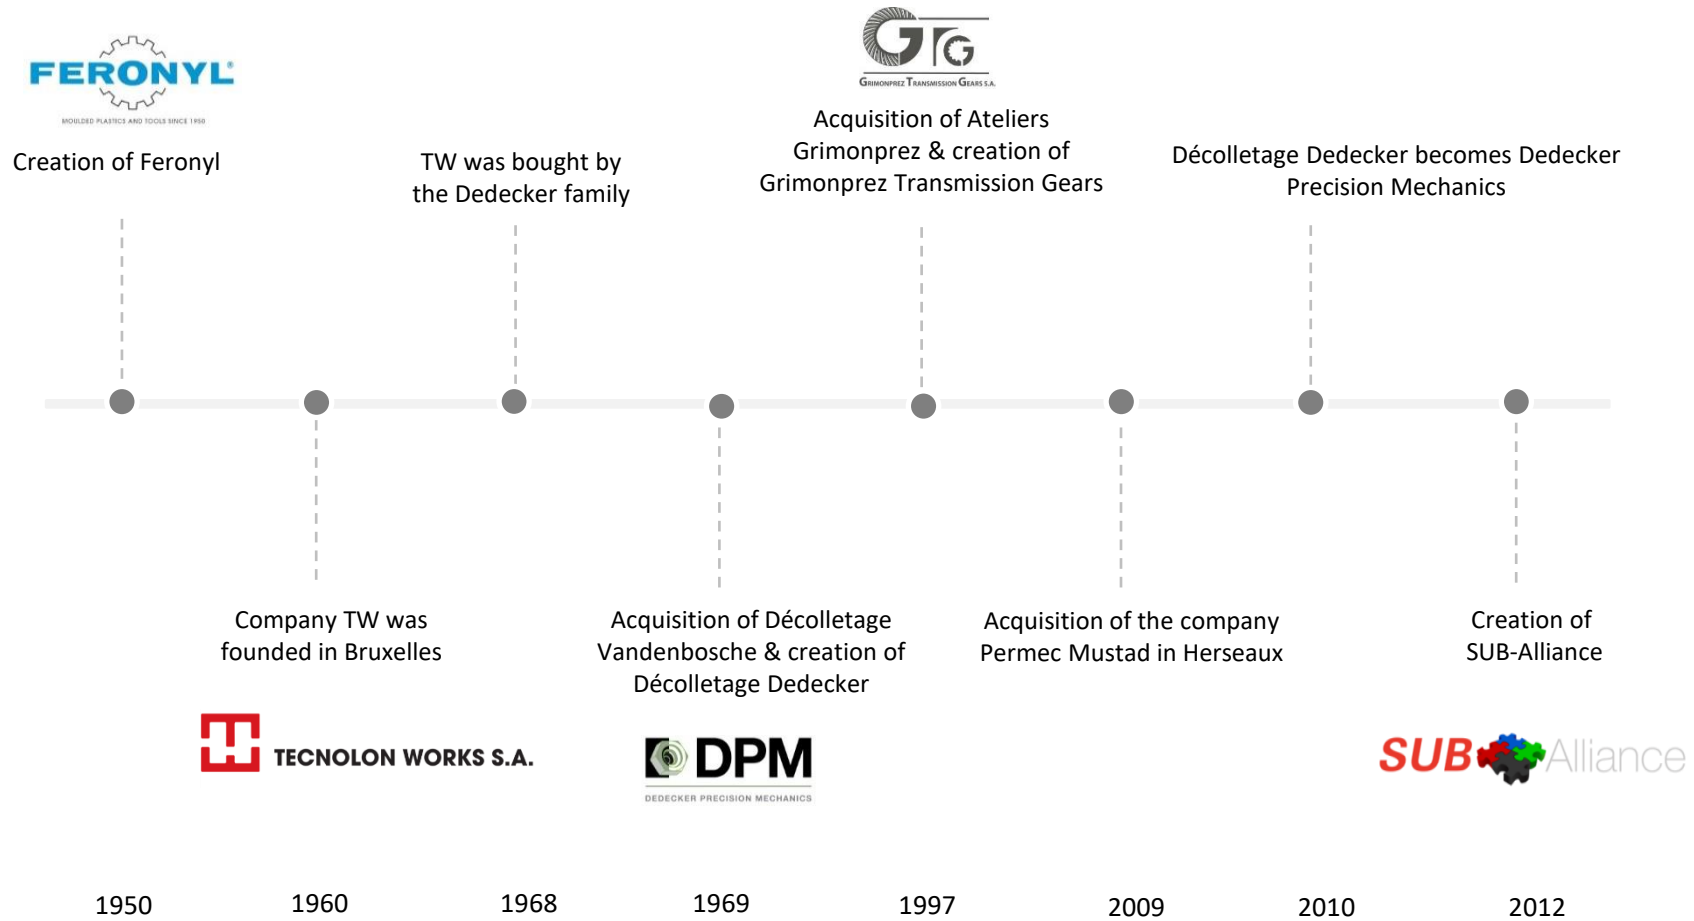 FERONYL®
MOULDED PLASTICS AND TOOLS SINCE 1950
Creation of Feronyl
TW was bought by
the Dedecker family
GTG
GRIMONPREZ TRANSMISSION GEARS S.A.
Acquisition of Ateliers
Grimonprez & creation of
Grimonprez Transmission Gears
Décolletage Dedecker becomes Dedecker
Precision Mechanics
Company TW was
founded in Bruxelles
TECNOLON WORKS S.A.
Acquisition of Décolletage
Vandenbosche & creation of
Décolletage Dedecker
DPM
DEDECKER PRECISION MECHANICS
Acquisition of the company
Permec Mustad in Herseaux
Creation of
SUB-Alliance
SUB Alliance
1950
1960
1968
1969
1997
2009
2010
2012